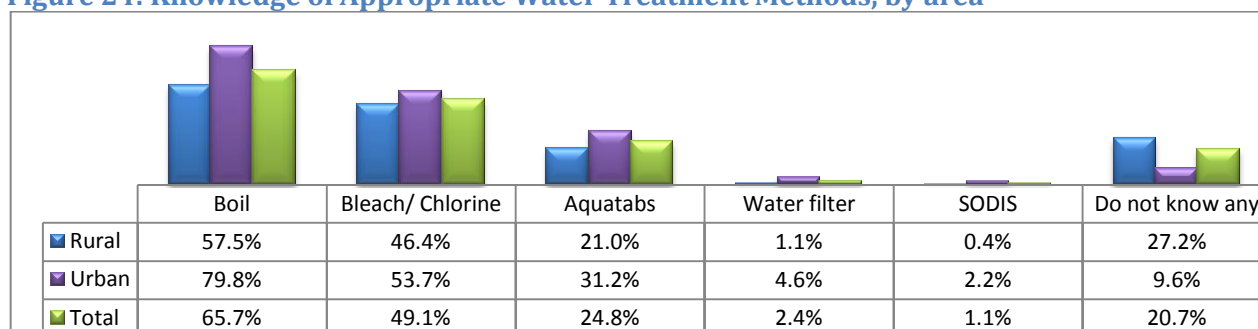 Figure 21: Knowledge of Appropriate Water Treatment Methods, by area
Boil Bleach/ Chlorine Aquatabs Water filter SODIS Do not know any
Rural 57.5% 46.4% 21.0% 1.1% 0.4% 27.2%
Urban 79.8% 53.7% 31.2% 4.6% 2.2% 9.6%
Total 65.7% 49.1% 24.8% 2.4% 1.1% 20.7%